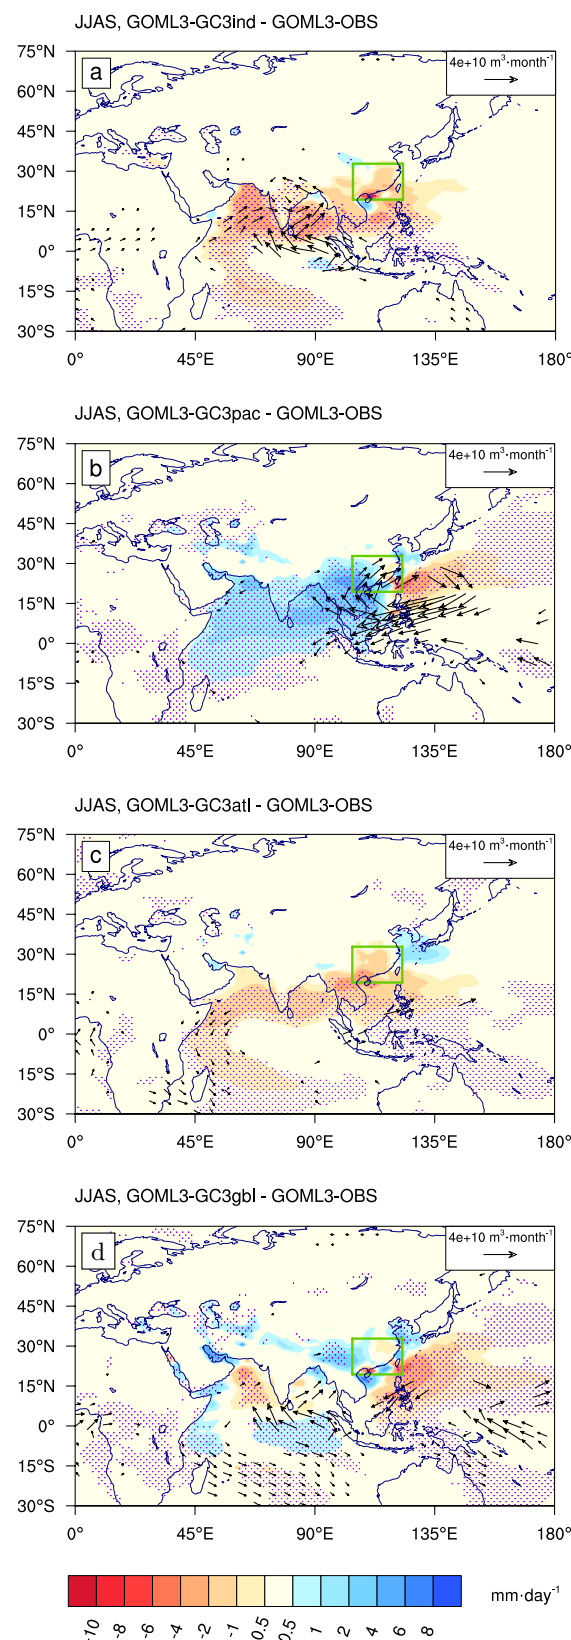 JJAS, GOML3-GC3ind - GOML3-OBS
75°N
a
4e+10 m³·month⁻¹
60°N
45°N
30°N
15°N
0°
15°S
30°S
0° 45°E 90°E 135°E 180°
JJAS, GOML3-GC3pac - GOML3-OBS
75°N
b
4e+10 m³·month⁻¹
60°N
45°N
30°N
15°N
0°
15°S
30°S
0° 45°E 90°E 135°E 180°
JJAS, GOML3-GC3atl - GOML3-OBS
75°N
c
4e+10 m³·month⁻¹
60°N
45°N
30°N
15°N
0°
15°S
30°S
0° 45°E 90°E 135°E 180°
JJAS, GOML3-GC3gbl - GOML3-OBS
75°N
d
4e+10 m³·month⁻¹
60°N
45°N
30°N
15°N
0°
15°S
30°S
0° 45°E 90°E 135°E 180°
mm·day⁻¹
-10 -8 -6 -4 -2 -1 -0.5 0.5 1 2 4 6 8